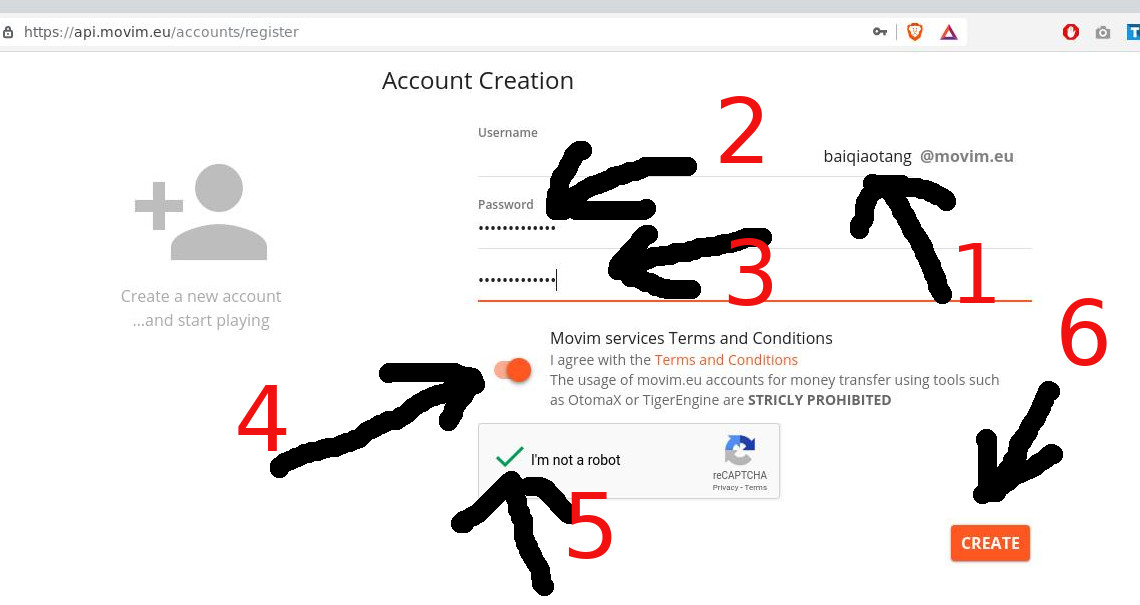 https://api.movim.eu/accounts/register
Account Creation
2
Username
baiqiaotang @movim.eu
Password
•••••••••••••
3
1
•••••••••••••
Create a new account
...and start playing
6
Movim services Terms and Conditions
I agree with the Terms and Conditions
The usage of movim.eu accounts for money transfer using tools such
as OtomaX or TigerEngine are STRICLY PROHIBITED
4
I'm not a robot
reCAPTCHA
Privacy - Terms
5
CREATE